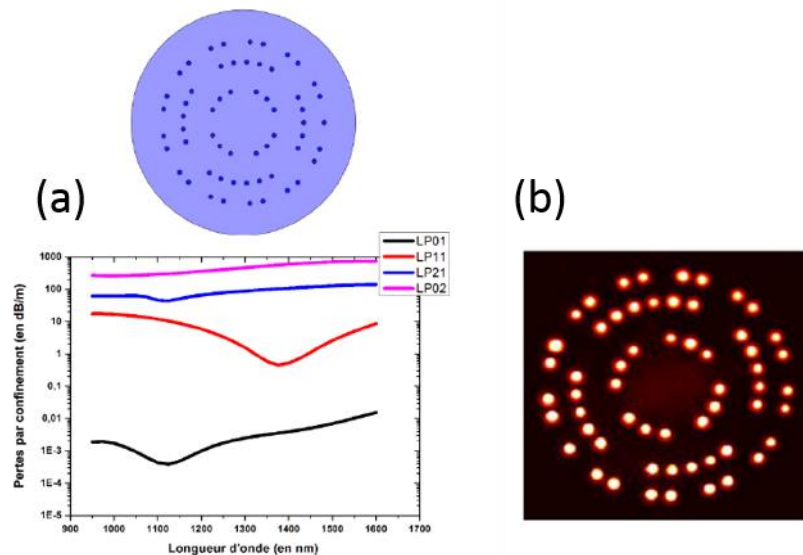 (a)
(b)
LP01
LP11
LP21
LP02
Pertes par confinement (en dB/m)
1000
100
10
1
0,1
0,01
1E-3
1E-4
1E-5
900 1000 1100 1200 1300 1400 1500 1600 1700
Longueur d'onde (en nm)